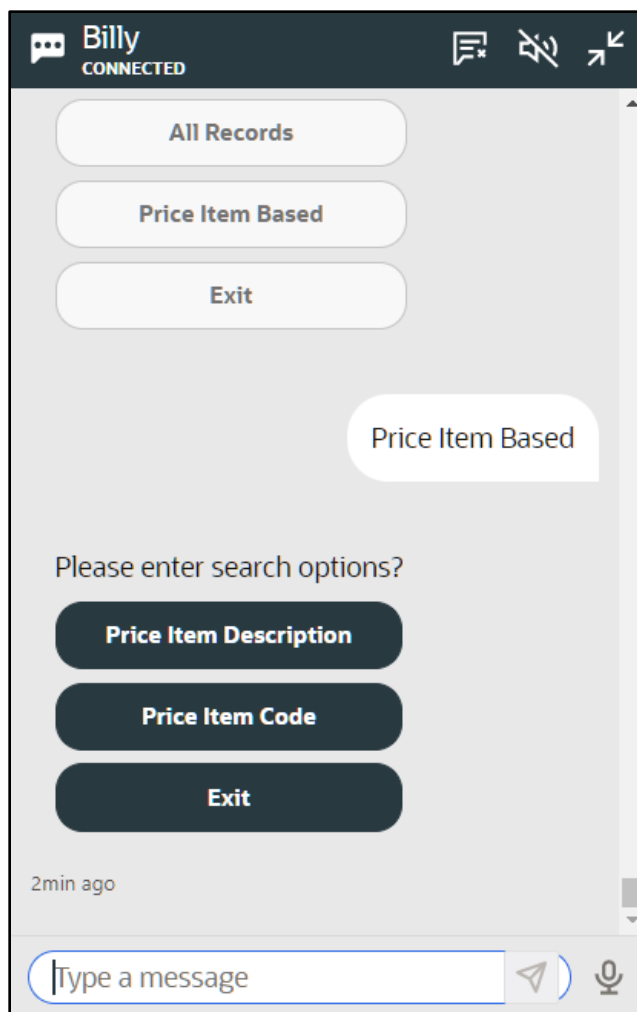 Billy
CONNECTED
All Records
Price Item Based
Exit
Price Item Based
Please enter search options?
Price Item Description
Price Item Code
Exit
2min ago
Type a message